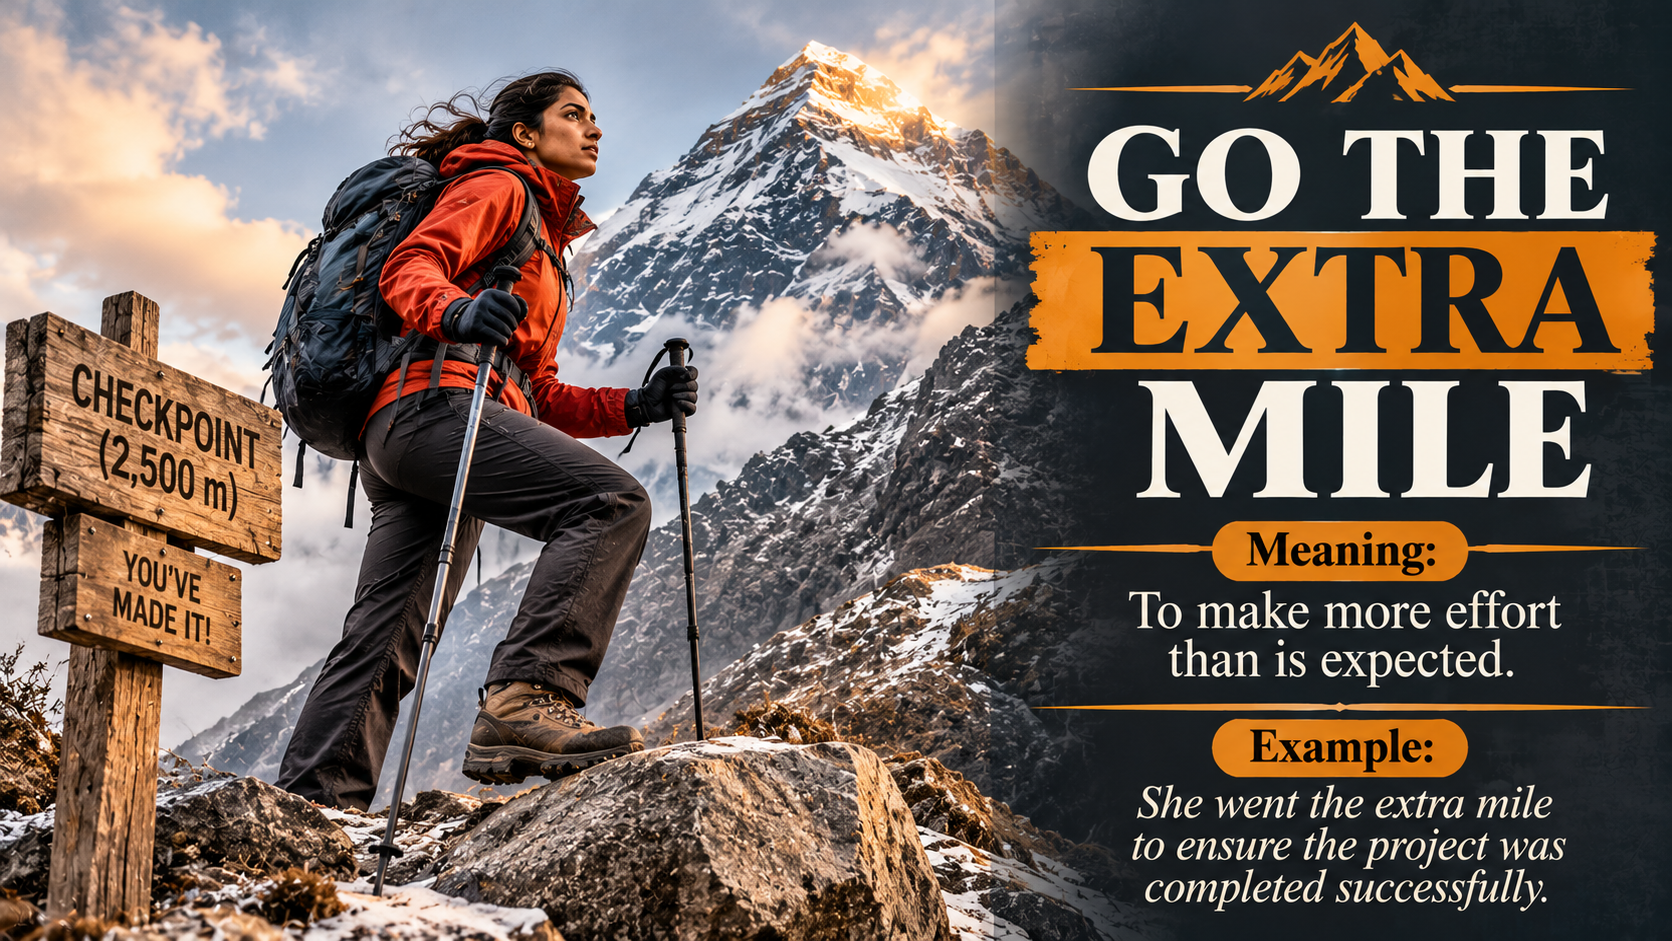 CHECKPOINT
(2,500 m)
YOU'VE
MADE IT!
GO THE
EXTRA
MILE
Meaning:
To make more effort
than is expected.
Example:
She went the extra mile
to ensure the project was
completed successfully.